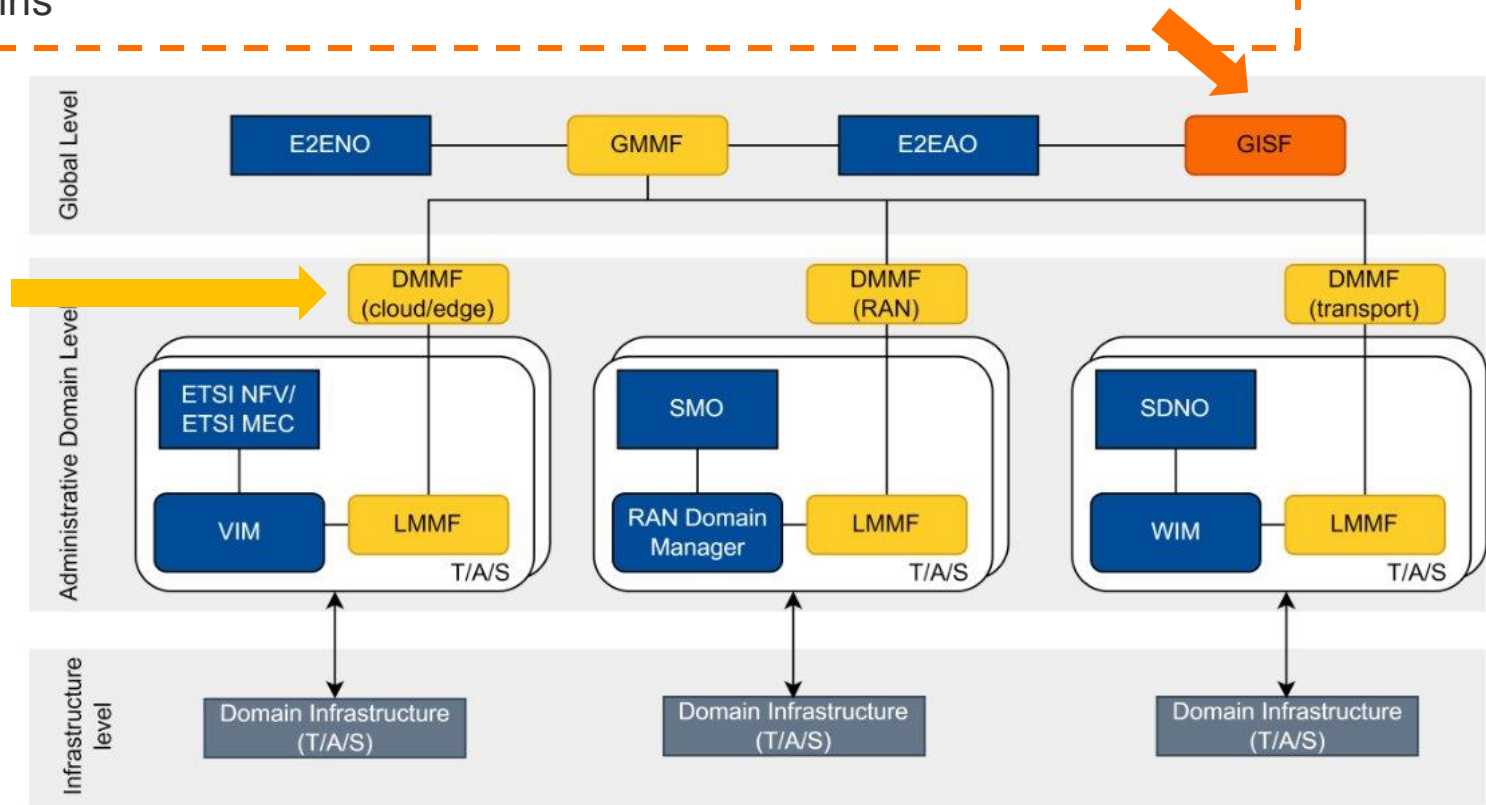 Global Level
E2ENO
GMMF
E2EAO
GISF
Administrative Domain Level
DMMF
(cloud/edge)
DMMF
(RAN)
DMMF
(transport)
ETSI NFV/
ETSI MEC
VIM
LMMF
T/A/S
SMO
RAN Domain
Manager
LMMF
T/A/S
SDNO
WIM
LMMF
T/A/S
Infrastructure
level
Domain Infrastructure
(T/A/S)
Domain Infrastructure
(T/A/S)
Domain Infrastructure
(T/A/S)